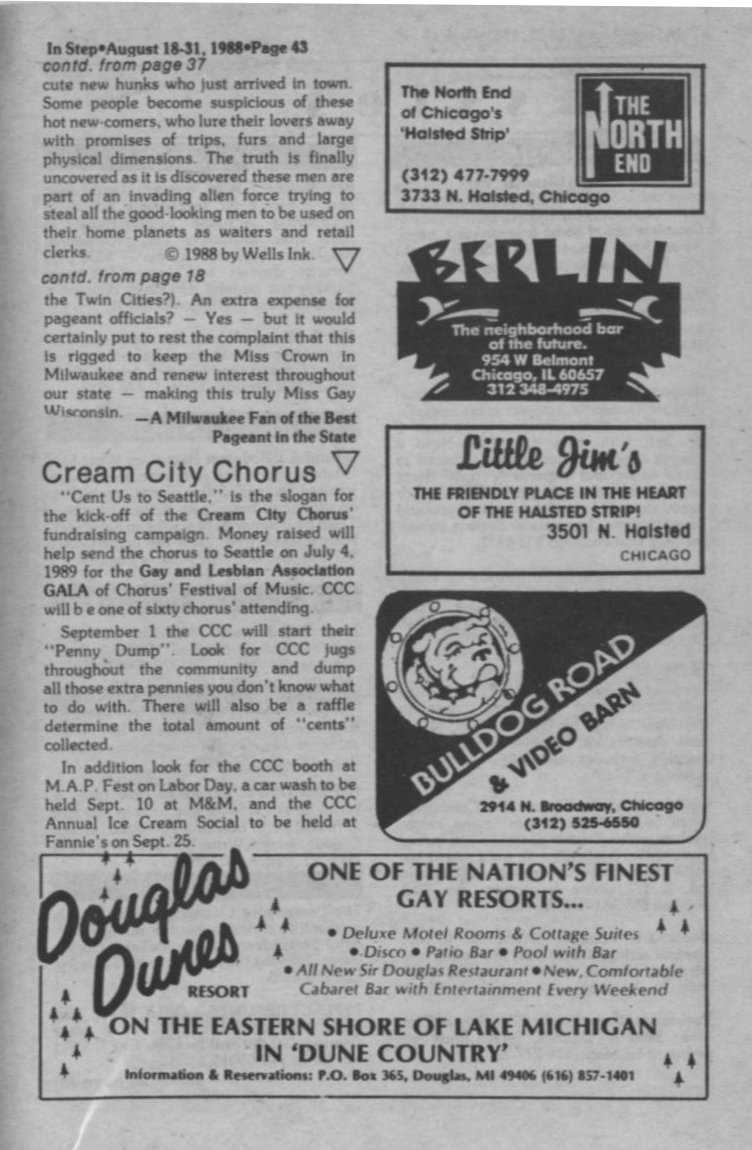 In Step•August 18-31, 1988•Page 43
contd. from page 37
cute new hunks who just arrived in town.
Some people become suspicious of these
hot new-comers, who lure their lovers away
with promises of trips, furs and large
physical dimensions. The truth is finally
uncovered as it is discovered these men are
part of an invading alien force trying to
steal all the good-looking men to be used on
their home planets as waiters and retail
clerks. © 1988 by Wells Ink.
contd. from page 18
the Twin Cities?). An extra expense for
pageant officials? — Yes — but it would
certainly put to rest the complaint that this
is rigged to keep the Miss Crown in
Milwaukee and renew interest throughout
our state — making this truly Miss Gay
Wisconsin. —A Milwaukee Fan of the Best
Pageant in the State
Cream City Chorus
"Cent Us to Seattle," is the slogan for
the kick-off of the Cream City Chorus'
fundraising campaign. Money raised will
help send the chorus to Seattle on July 4,
1989 for the Gay and Lesbian Association
GALA of Chorus' Festival of Music. CCC
will b e one of sixty chorus' attending.
September 1 the CCC will start their
"Penny Dump". Look for CCC jugs
throughout the community and dump
all those extra pennies you don't know what
to do with. There will also be a raffle
determine the total amount of "cents"
collected.
In addition look for the CCC booth at
M.A.P. Fest on Labor Day, a car wash to be
held Sept. 10 at M&M, and the CCC
Annual Ice Cream Social to be held at
Fannie's on Sept. 25.
The North End
of Chicago's
'Halsted Strip'
(312) 477-7999
3733 N. Halsted, Chicago
THE
NORTH
END
BERLIN
The neighborhood bar
of the future.
954 W Belmont
Chicago, IL 60657
312 348-4975
Little Jim's
THE FRIENDLY PLACE IN THE HEART
OF THE HALSTED STRIP!
3501 N. Halsted
CHICAGO
BULLDOG ROAD
& VIDEO BARN
2914 N. Broadway, Chicago
(312) 525-6550
Douglas
Dunes
RESORT
ONE OF THE NATION'S FINEST
GAY RESORTS...
• Deluxe Motel Rooms & Cottage Suites
• Disco • Patio Bar • Pool with Bar
• All New Sir Douglas Restaurant • New, Comfortable
Cabaret Bar with Entertainment Every Weekend
ON THE EASTERN SHORE OF LAKE MICHIGAN
IN 'DUNE COUNTRY'
Information & Reservations: P.O. Box 365, Douglas, MI 49406 (616) 857-1401